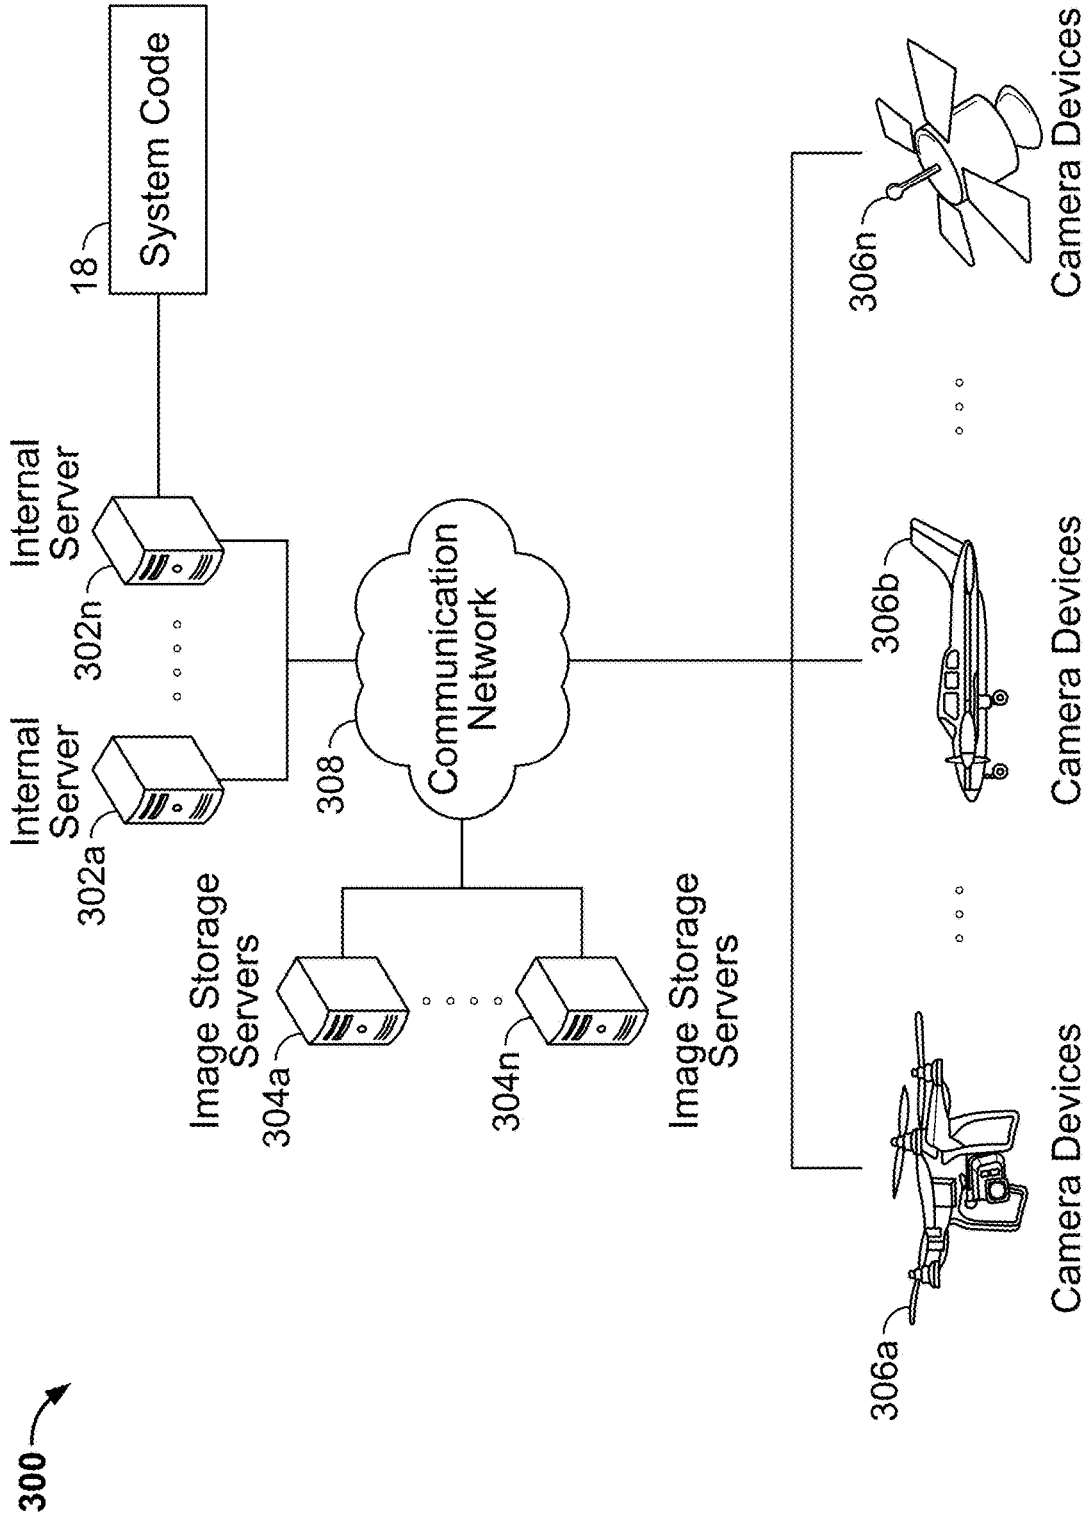 300
Internal
Server
302a
Internal
Server
302n
18
System Code
Image Storage
Servers
304a
304n
Image Storage
Servers
308
Communication
Network
306a
Camera Devices
306b
Camera Devices
306n
Camera Devices